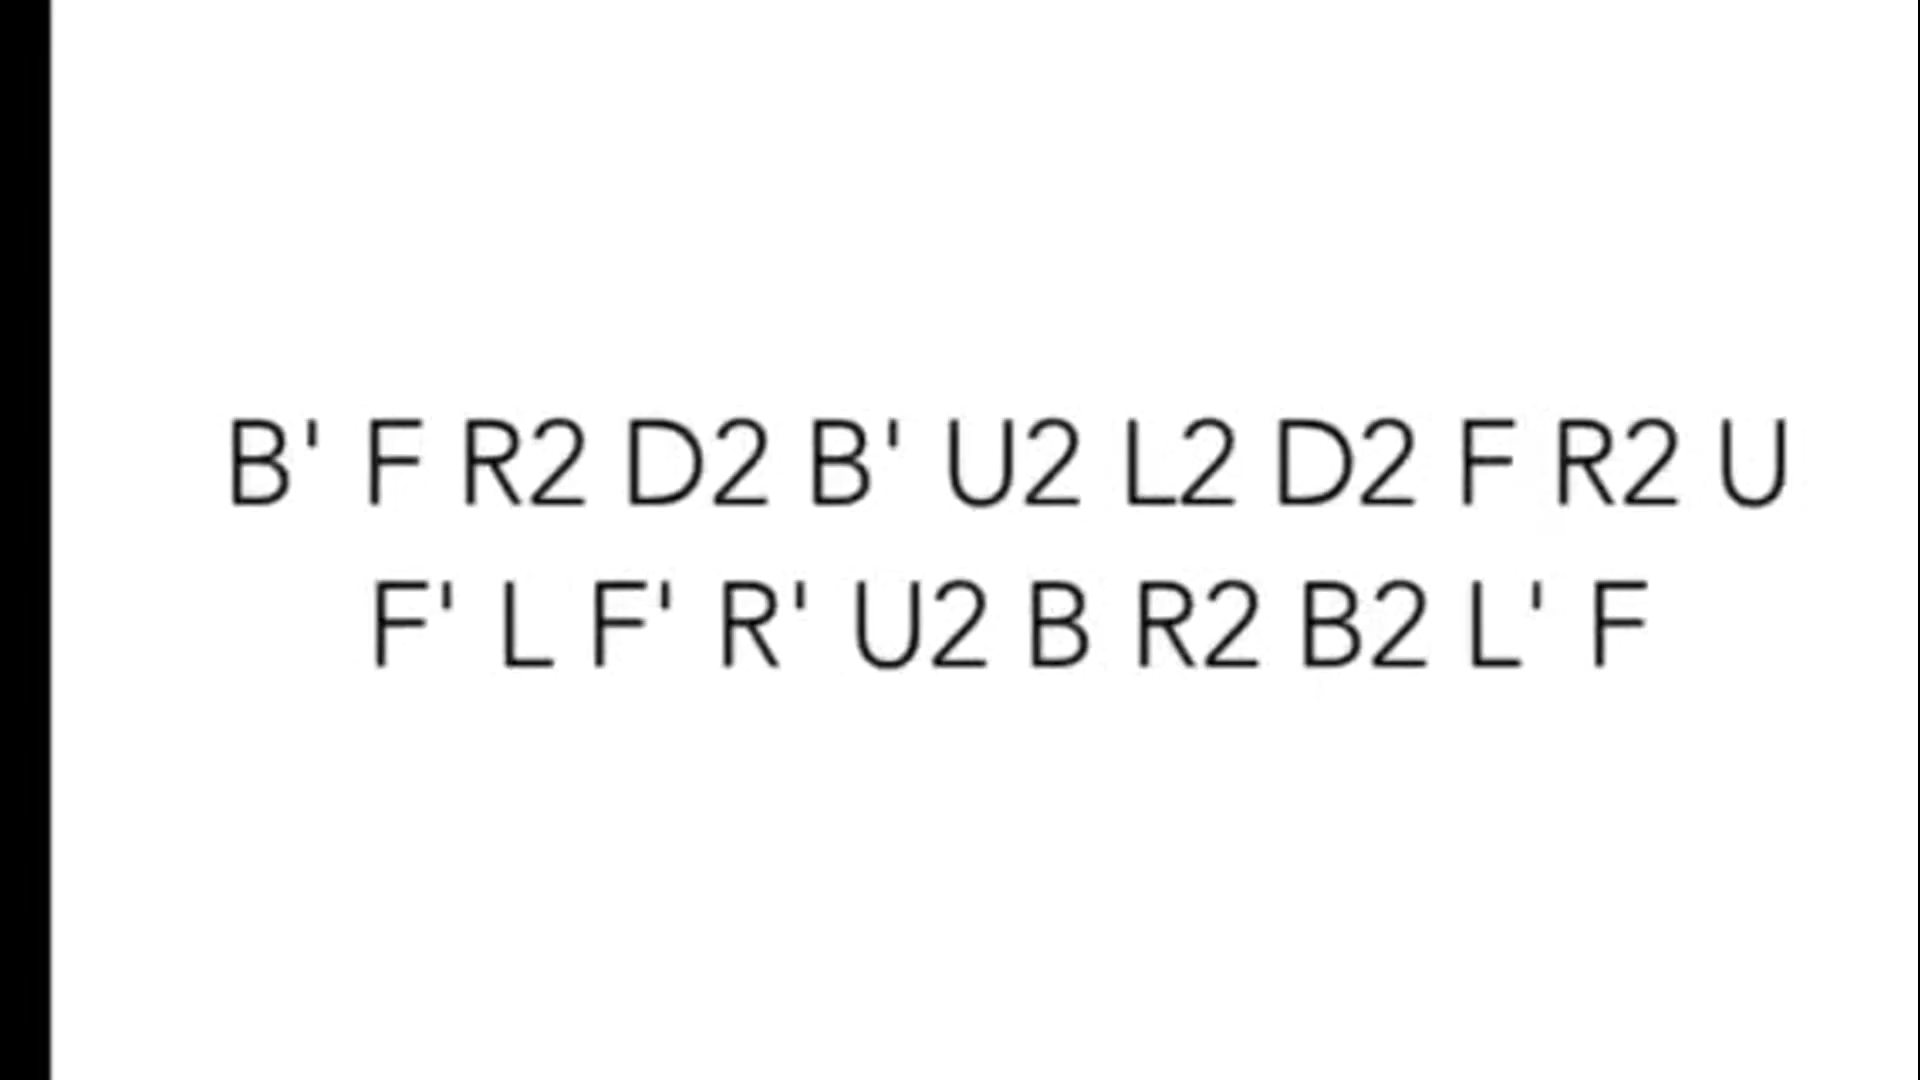 B' F R2 D2 B' U2 L2 D2 F R2 U
F' L F' R' U2 B R2 B2 L' F